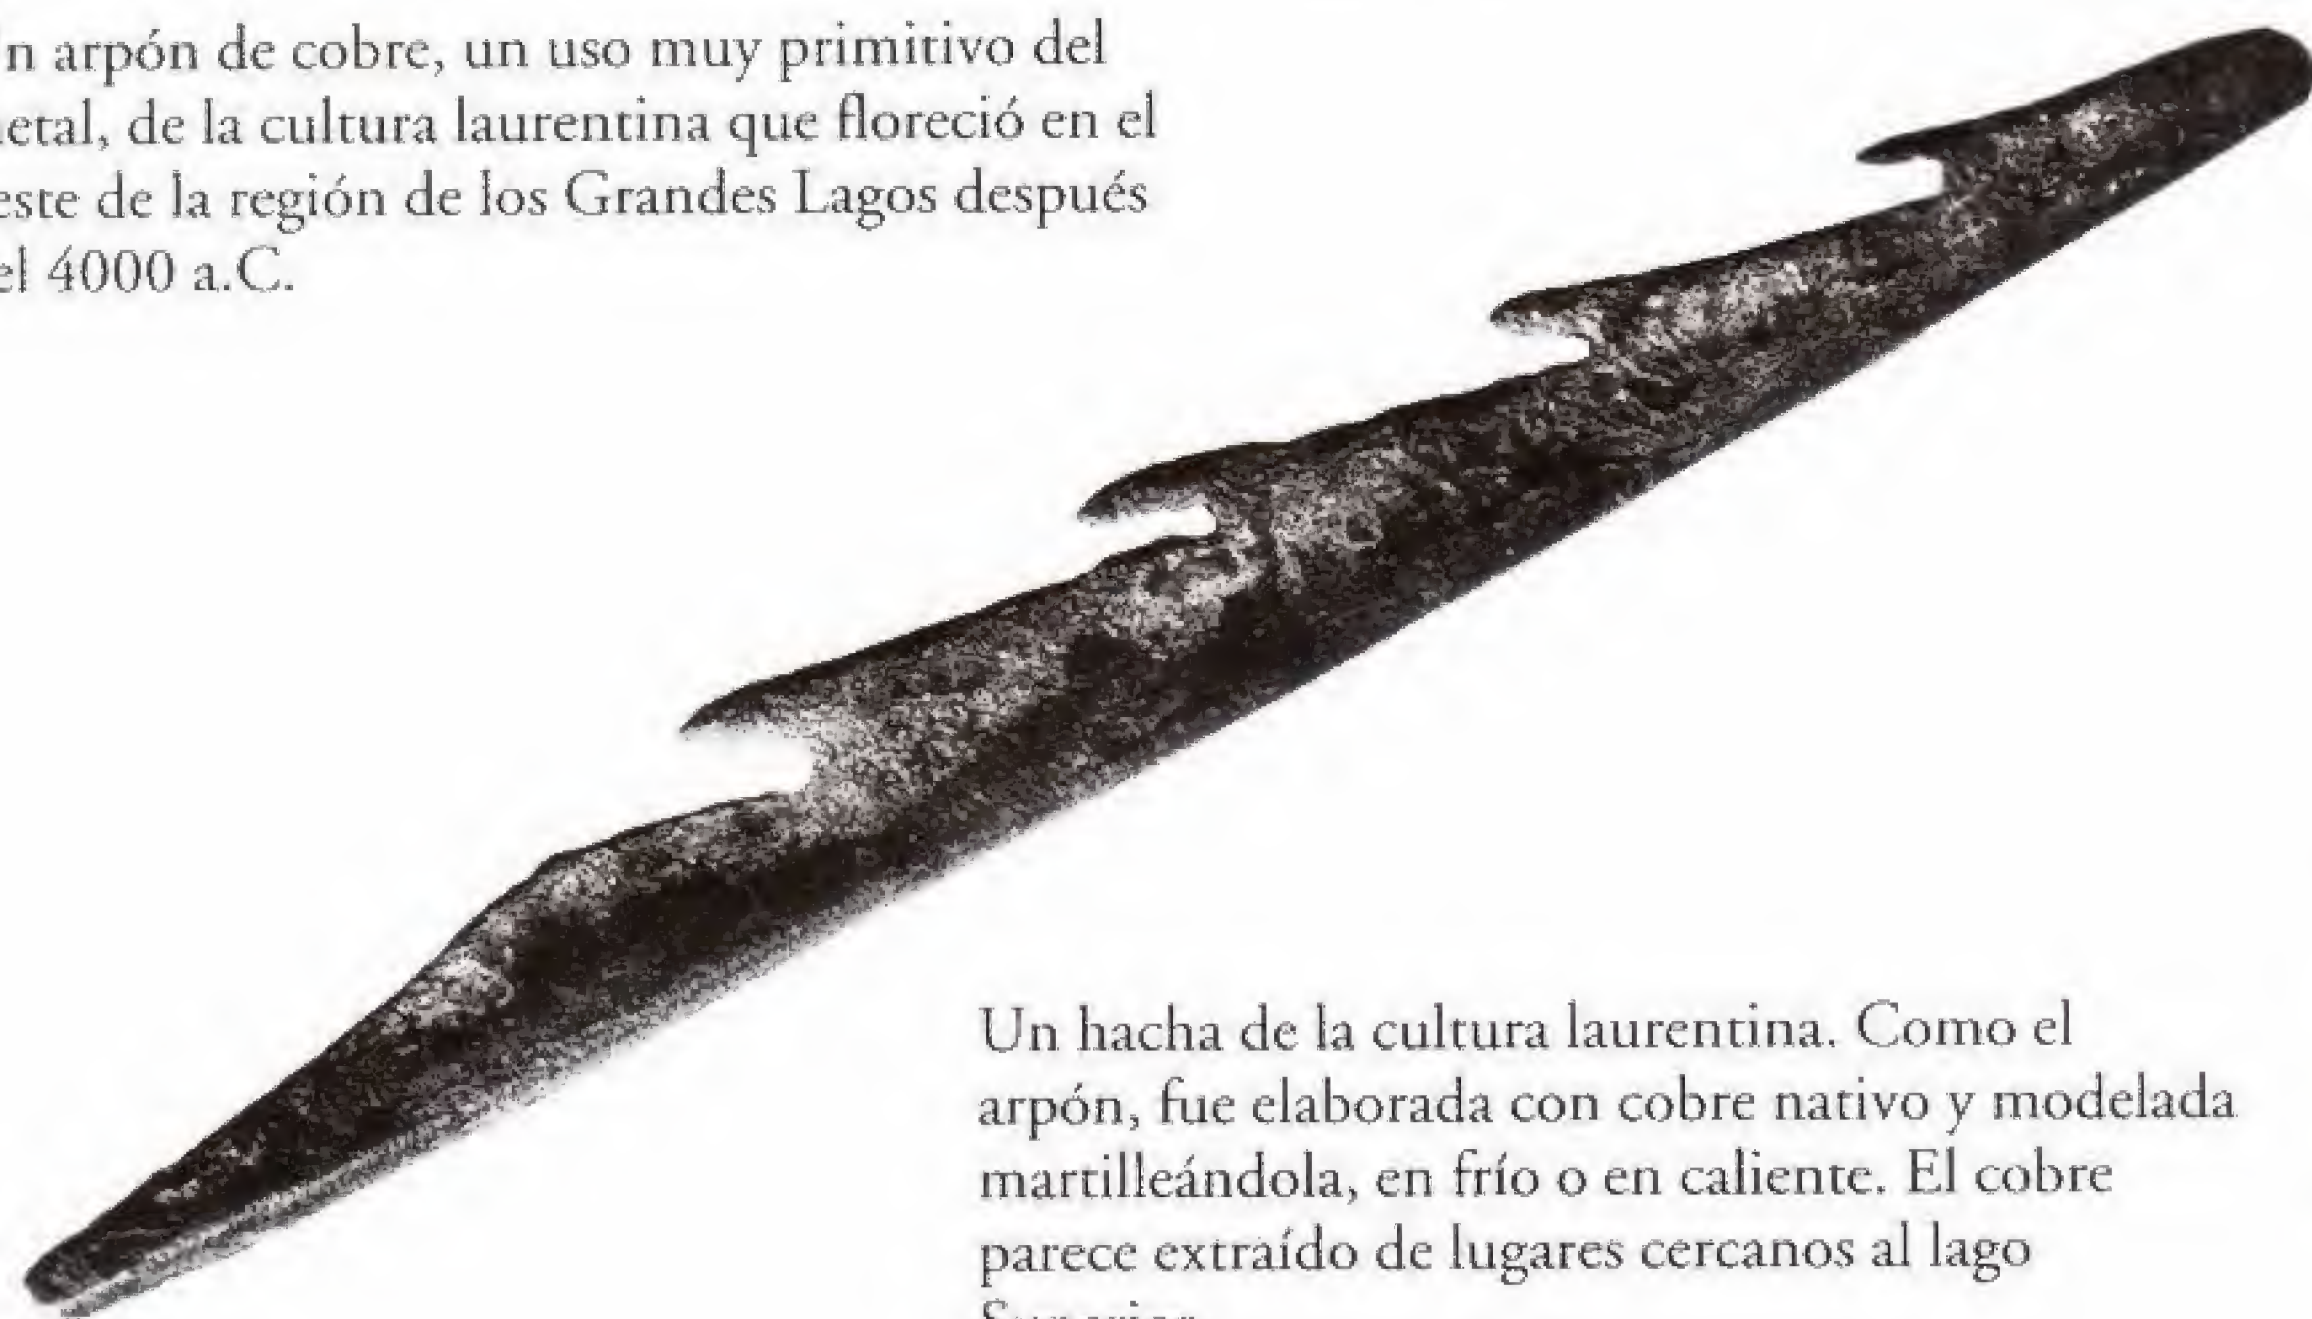 n arpón de cobre, un uso muy primitivo del
etal, de la cultura laurentina que floreció en el
este de la región de los Grandes Lagos después
el 4000 a.C.
Un hacha de la cultura laurentina. Como el
arpón, fue elaborada con cobre nativo y modelada
martilleándola, en frío o en caliente. El cobre
parece extraído de lugares cercanos al lago